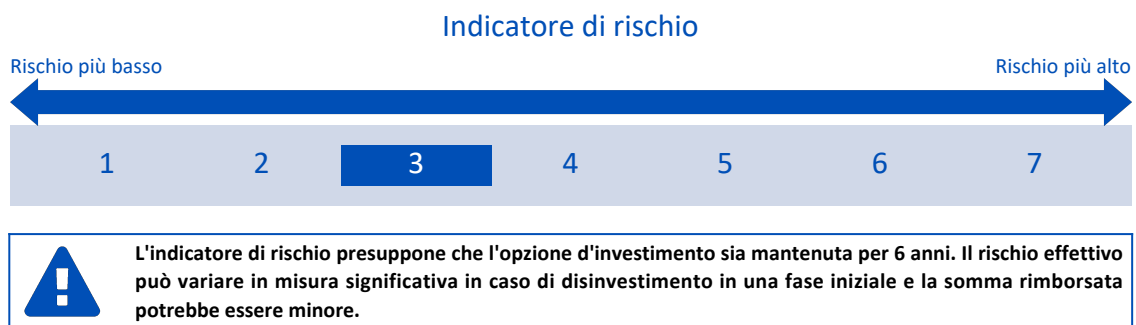 Indicatore di rischio
Rischio più basso
Rischio più alto
1 2 3 4 5 6 7
L'indicatore di rischio presuppone che l'opzione d'investimento sia mantenuta per 6 anni. Il rischio effettivo
può variare in misura significativa in caso di disinvestimento in una fase iniziale e la somma rimborsata
potrebbe essere minore.